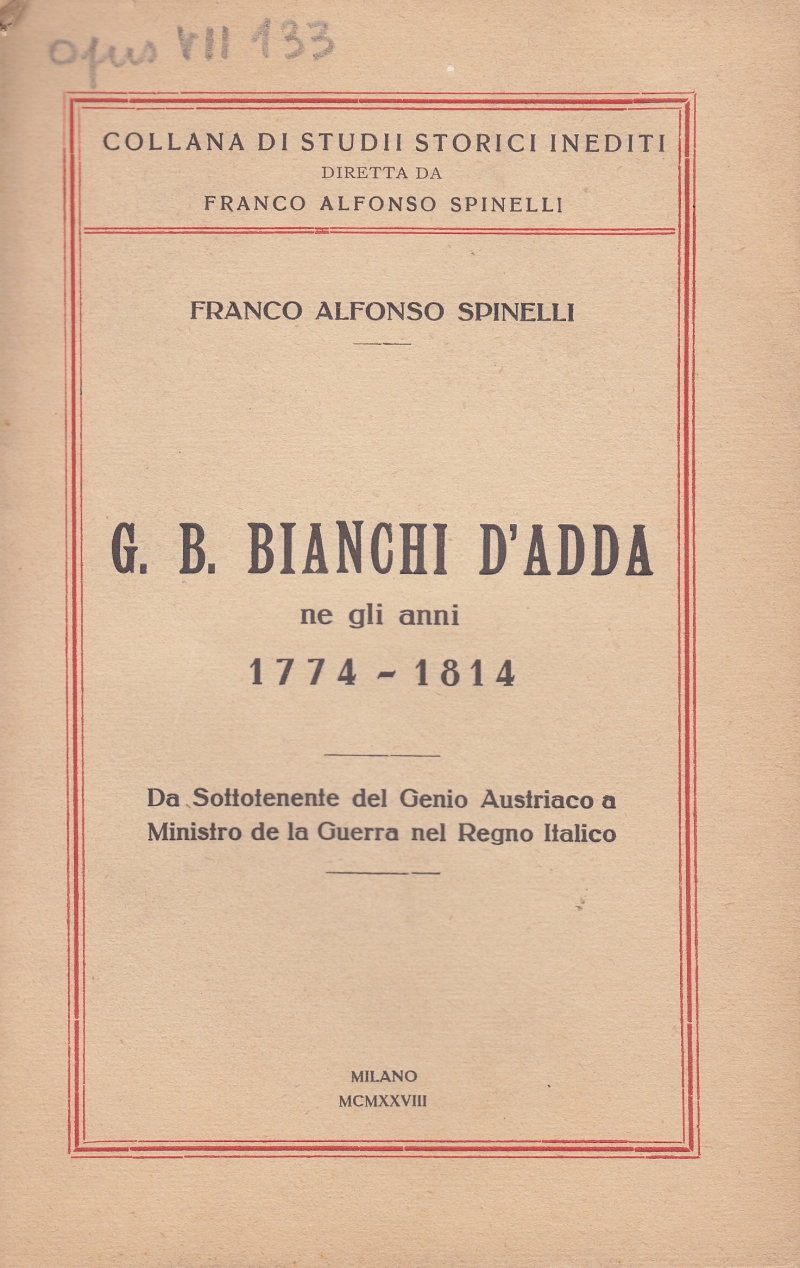 opus VII 133
COLLANA DI STUDII STORICI INEDITI
DIRETTA DA
FRANCO ALFONSO SPINELLI
FRANCO ALFONSO SPINELLI
G. B. BIANCHI D'ADDA
ne gli anni
1774 - 1814
Da Sottotenente del Genio Austriaco a
Ministro de la Guerra nel Regno Italico
MILANO
MCMXXVIII